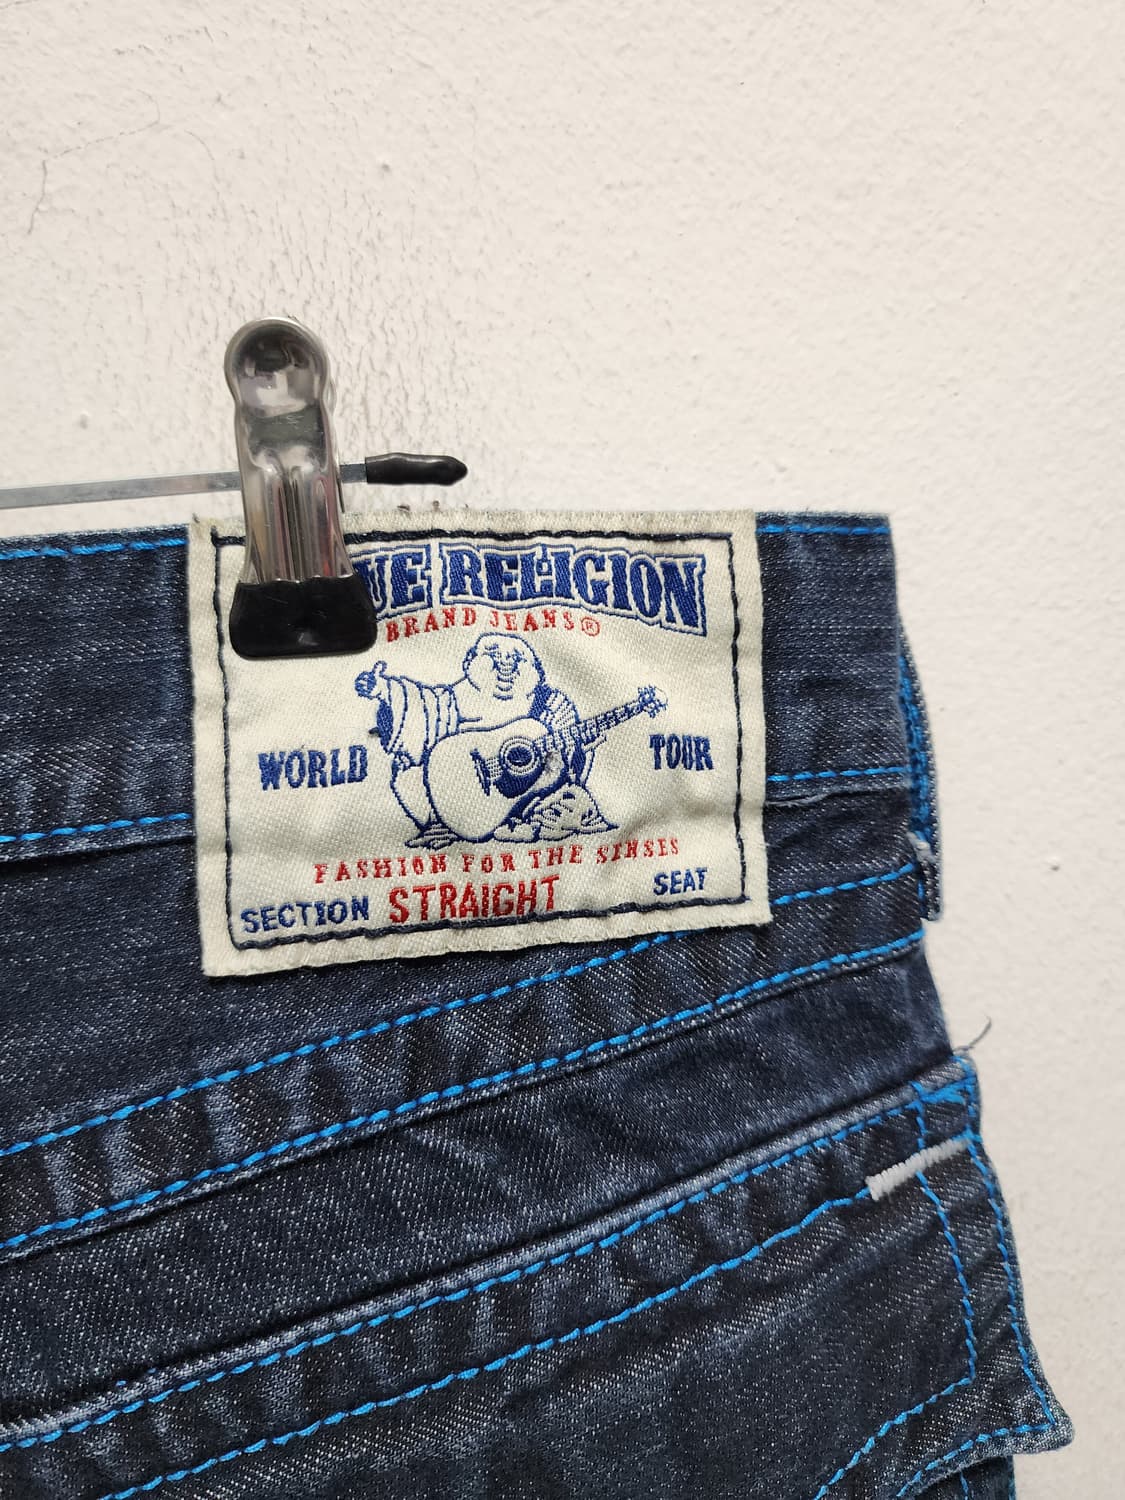 UE RELIGION
BRAND JEANS®
WORLD TOUR
FASHION FOR THE SENSES
SECTION STRAIGHT SEAT